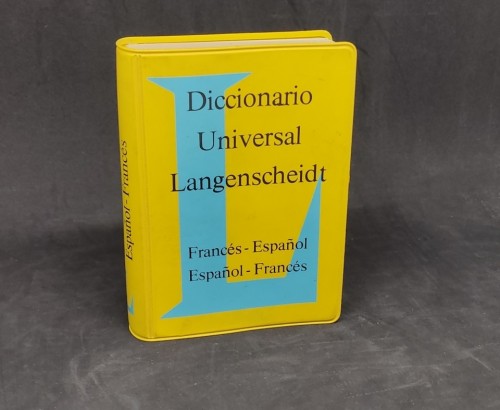 Diccionario
Universal
Langenscheidt
Francés - Español
Español - Francés
Español - Francés
L